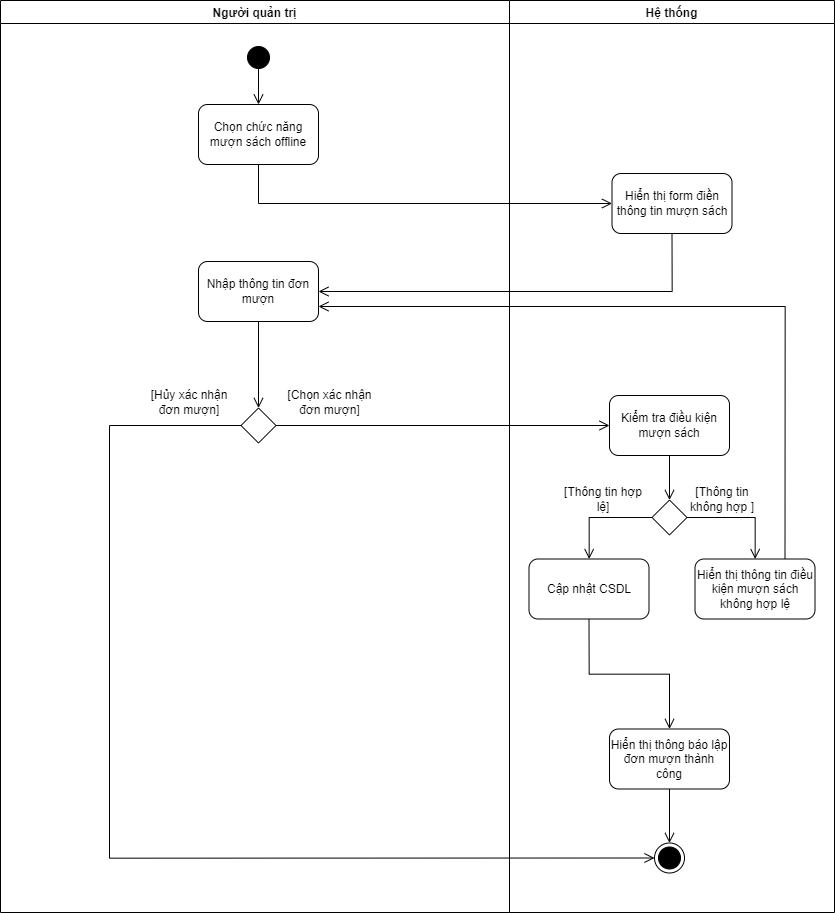 Người quản trị
Hệ thống
Chọn chức năng
mượn sách offline
Hiển thị form điền
thông tin mượn sách
Nhập thông tin đơn
mượn
[Hủy xác nhận
đơn mượn]
[Chọn xác nhận
đơn mượn]
Kiểm tra điều kiện
mượn sách
[Thông tin hợp
lệ]
[Thông tin
không hợp ]
Cập nhật CSDL
Hiển thị thông tin điều
kiện mượn sách
không hợp lệ
Hiển thị thông báo lập
đơn mượn thành
công